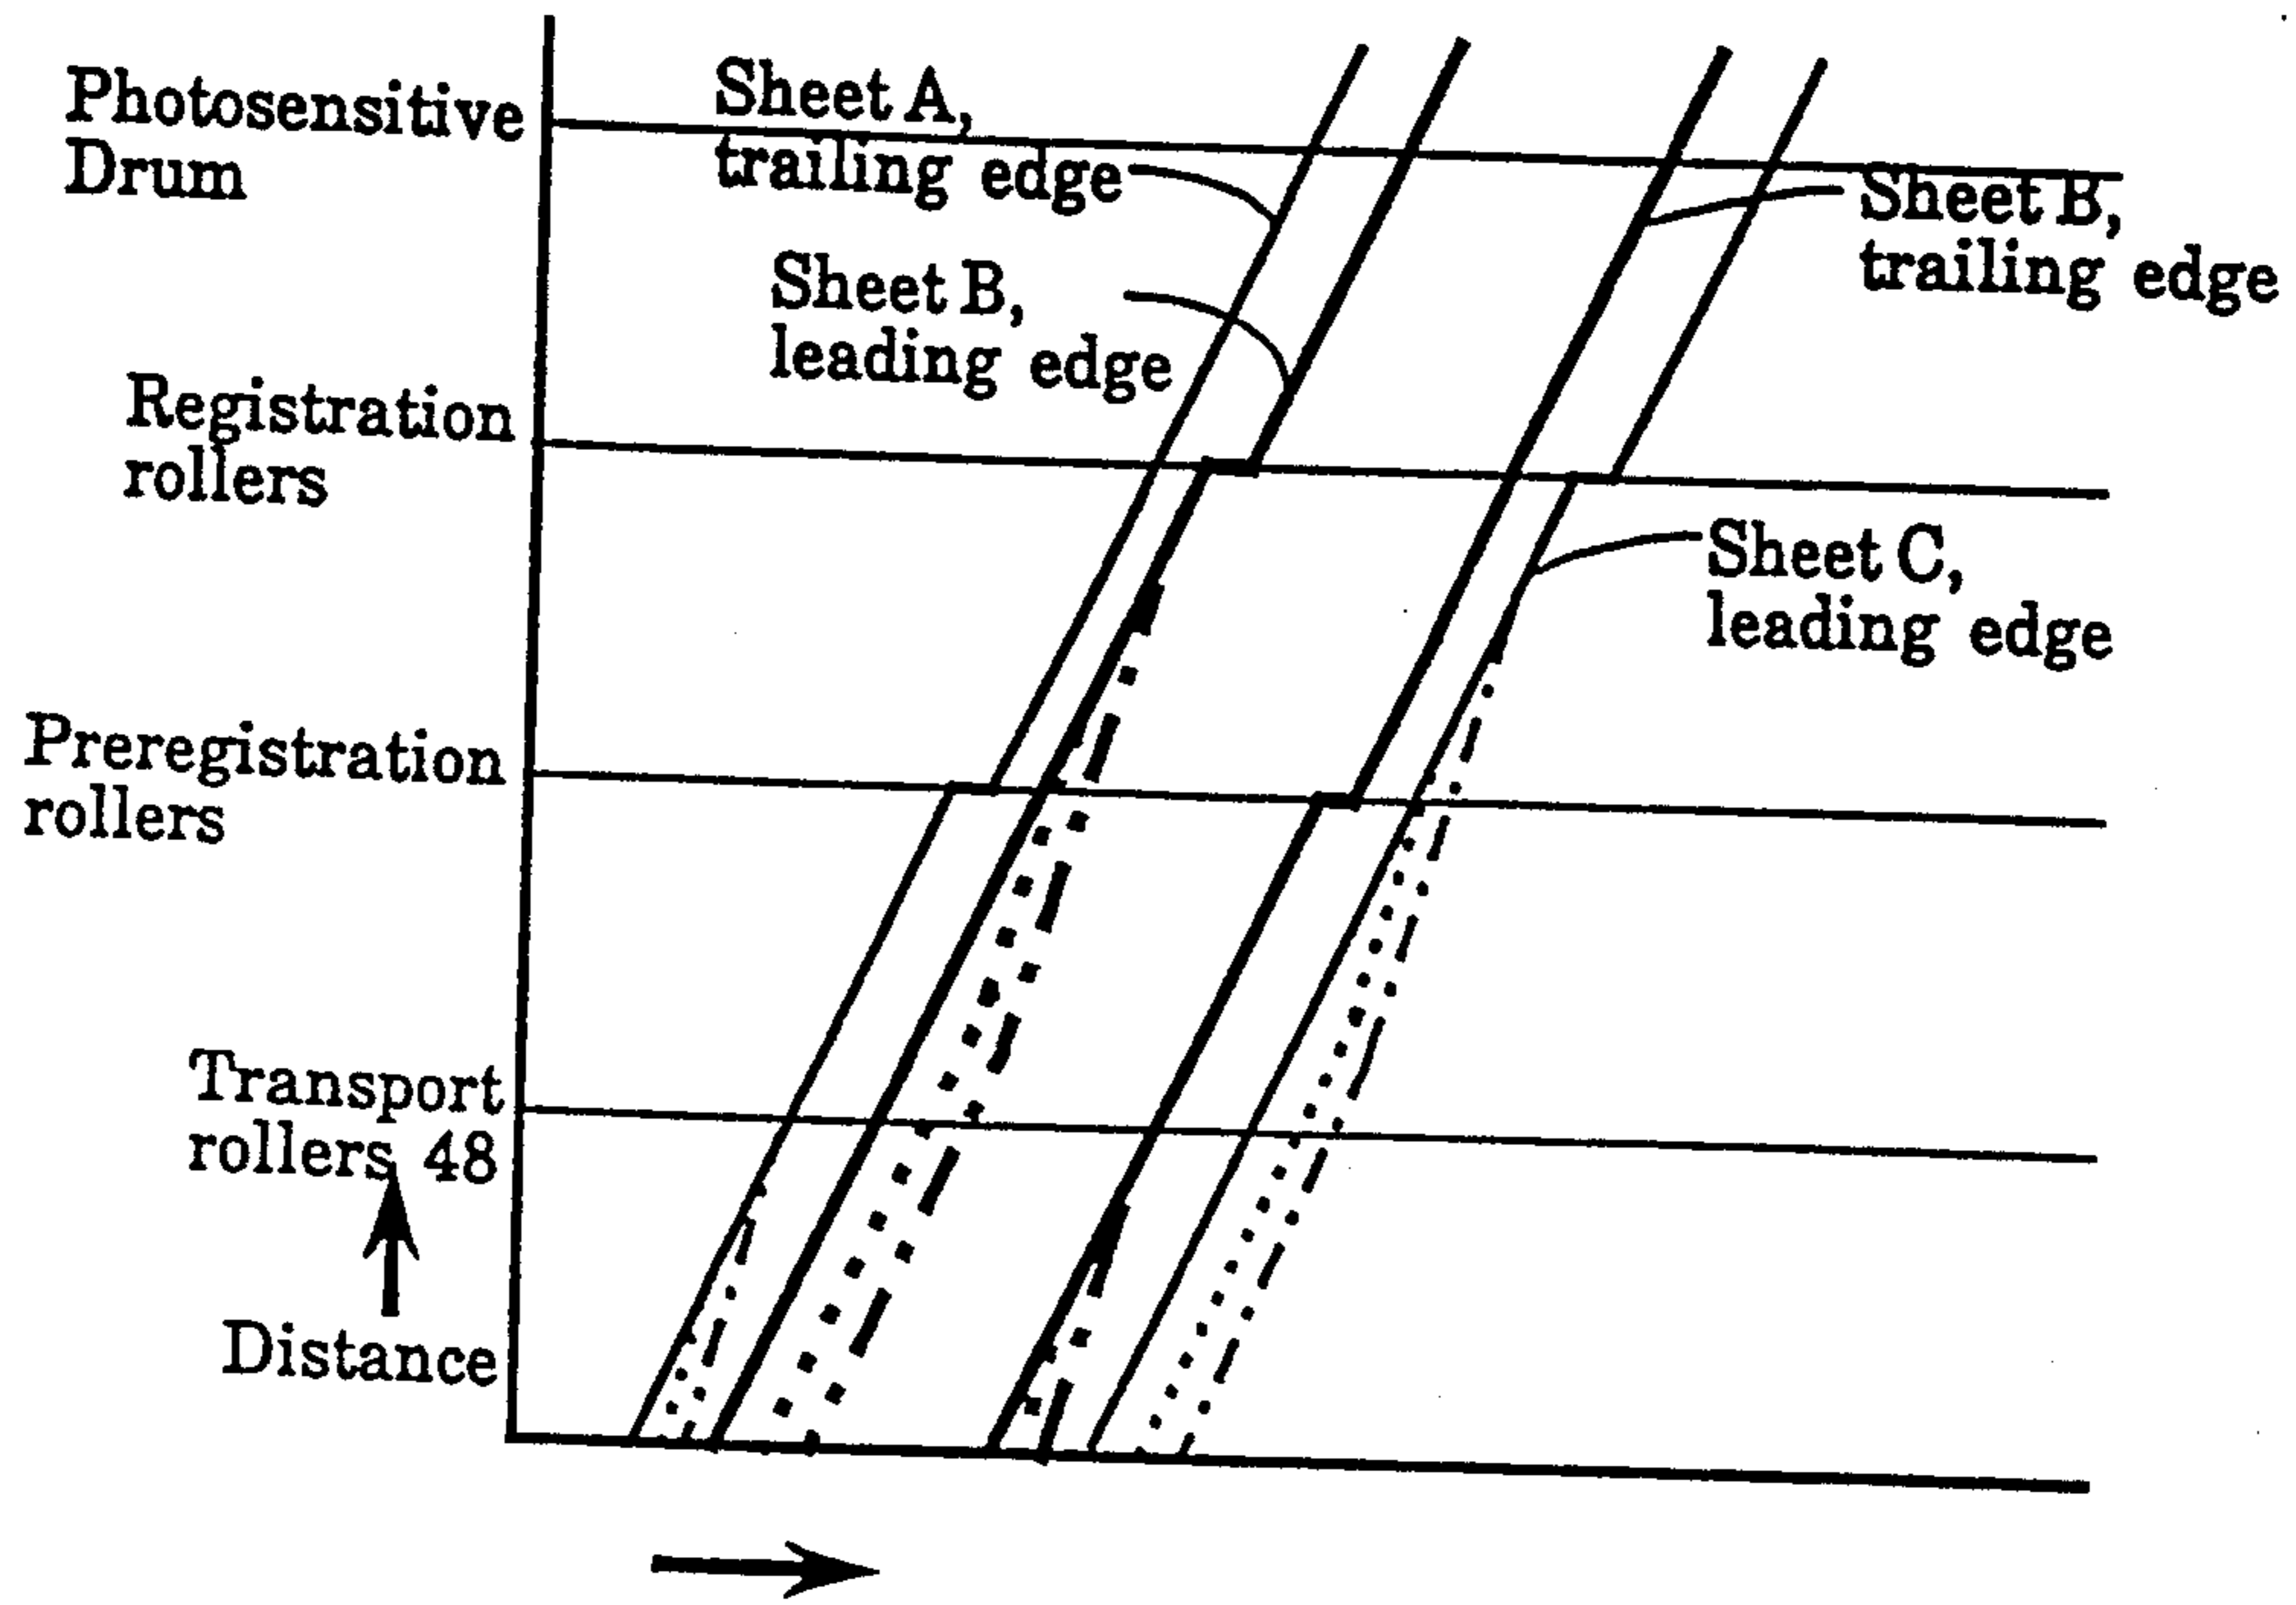 Photosensitive
Drum
Sheet A,
trailing edge
Sheet B,
trailing edge
Sheet B,
leading edge
Registration
rollers
Sheet C,
leading edge
Preregistration
rollers
Transport
rollers 48
Distance